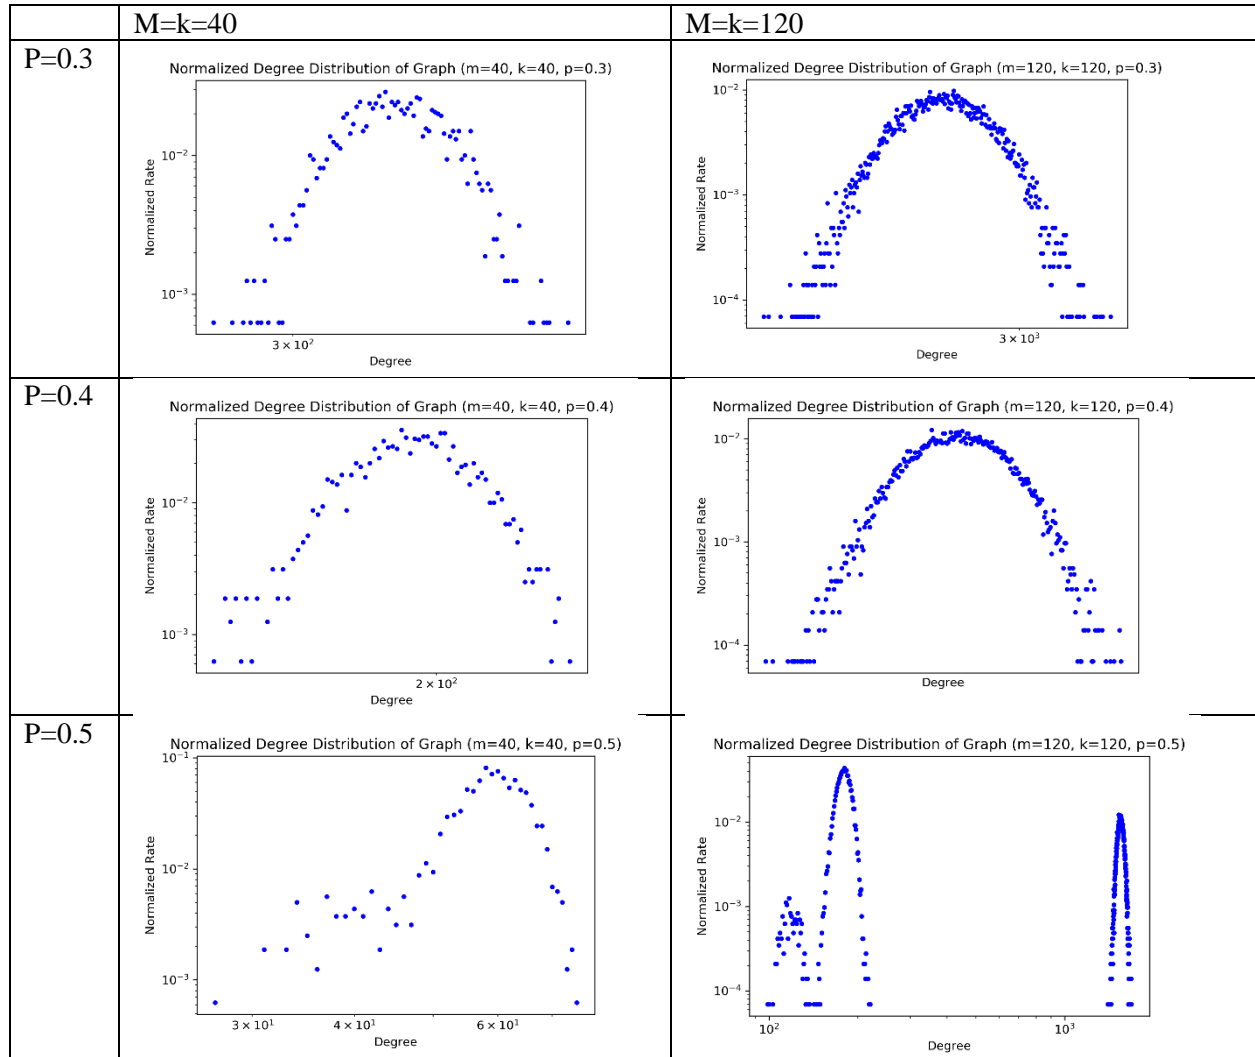 M=k=40 M=k=120
P=0.3
Normalized Degree Distribution of Graph (m=40, k=40, p=0.3)
Normalized Rate
10⁻²
10⁻³
3 × 10²
Degree
Normalized Degree Distribution of Graph (m=120, k=120, p=0.3)
Normalized Rate
10⁻²
10⁻³
10⁻⁴
3 × 10³
Degree
P=0.4
Normalized Degree Distribution of Graph (m=40, k=40, p=0.4)
Normalized Rate
10⁻²
10⁻³
2 × 10²
Degree
Normalized Degree Distribution of Graph (m=120, k=120, p=0.4)
Normalized Rate
10⁻²
10⁻³
10⁻⁴
Degree
P=0.5
Normalized Degree Distribution of Graph (m=40, k=40, p=0.5)
Normalized Rate
10⁻¹
10⁻²
10⁻³
3 × 10¹ 4 × 10¹ 6 × 10¹
Degree
Normalized Degree Distribution of Graph (m=120, k=120, p=0.5)
Normalized Rate
10⁻²
10⁻³
10⁻⁴
10² 10³
Degree